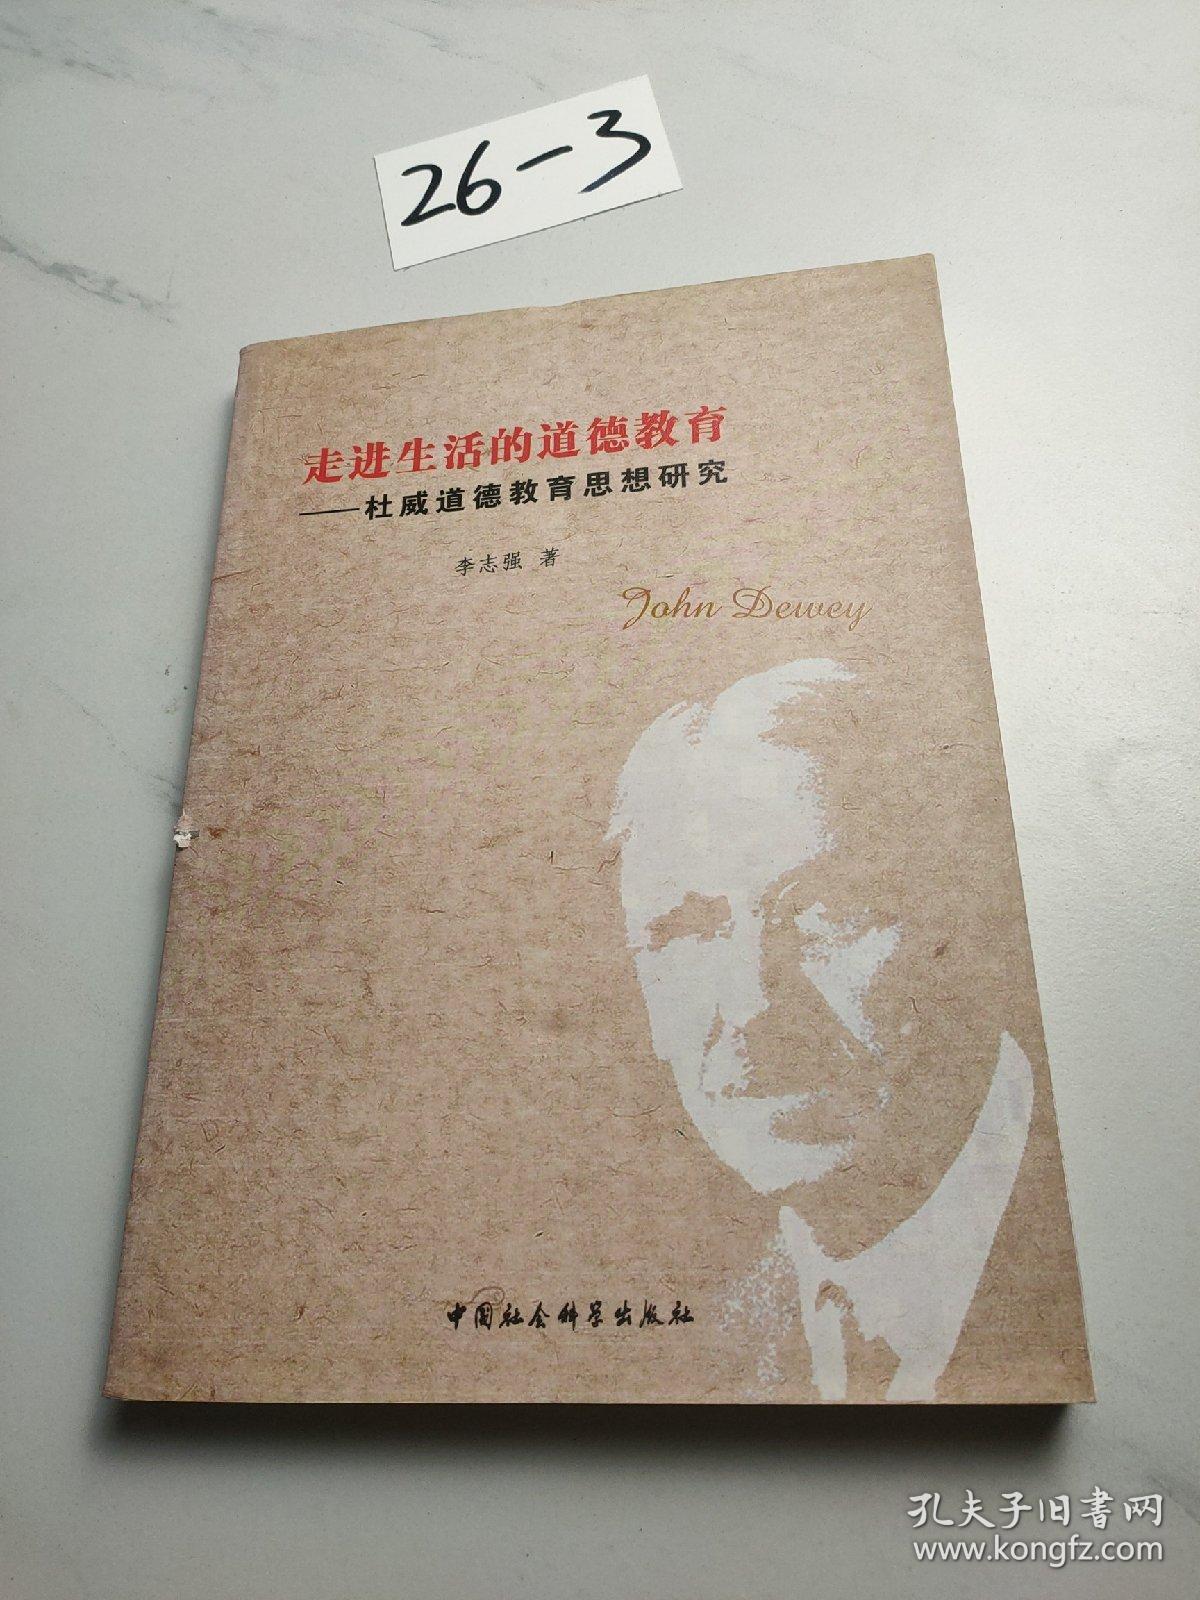 26-3
走进生活的道德教育
——杜威道德教育思想研究
李志强 著
John Dewey
中国社会科学出版社
孔夫子旧书网
www.kongfz.com